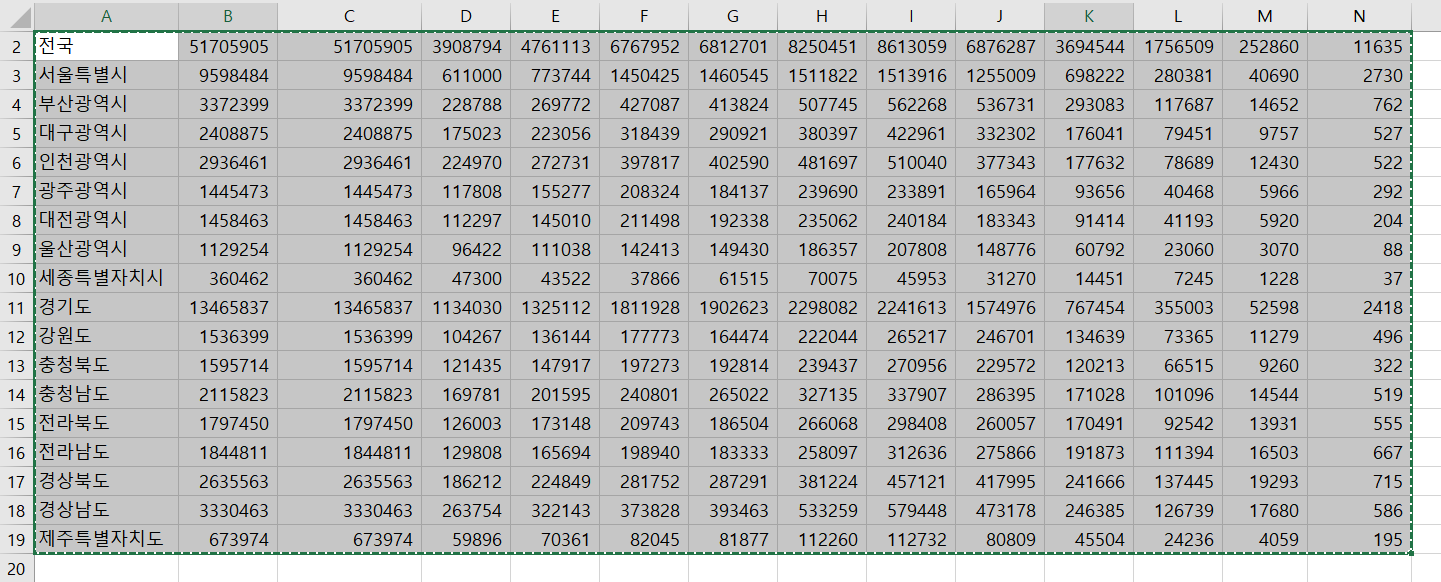 A B C D E F G H I J K L M N
2 전국 51705905 51705905 3908794 4761113 6767952 6812701 8250451 8613059 6876287 3694544 1756509 252860 11635
3 서울특별시 9598484 9598484 611000 773744 1450425 1460545 1511822 1513916 1255009 698222 280381 40690 2730
4 부산광역시 3372399 3372399 228788 269772 427087 413824 507745 562268 536731 293083 117687 14652 762
5 대구광역시 2408875 2408875 175023 223056 318439 290921 380397 422961 332302 176041 79451 9757 527
6 인천광역시 2936461 2936461 224970 272731 397817 402590 481697 510040 377343 177632 78689 12430 522
7 광주광역시 1445473 1445473 117808 155277 208324 184137 239690 233891 165964 93656 40468 5966 292
8 대전광역시 1458463 1458463 112297 145010 211498 192338 235062 240184 183343 91414 41193 5920 204
9 울산광역시 1129254 1129254 96422 111038 142413 149430 186357 207808 148776 60792 23060 3070 88
10 세종특별자치시 360462 360462 47300 43522 37866 61515 70075 45953 31270 14451 7245 1228 37
11 경기도 13465837 13465837 1134030 1325112 1811928 1902623 2298082 2241613 1574976 767454 355003 52598 2418
12 강원도 1536399 1536399 104267 136144 177773 164474 222044 265217 246701 134639 73365 11279 496
13 충청북도 1595714 1595714 121435 147917 197273 192814 239437 270956 229572 120213 66515 9260 322
14 충청남도 2115823 2115823 169781 201595 240801 265022 327135 337907 286395 171028 101096 14544 519
15 전라북도 1797450 1797450 126003 173148 209743 186504 266068 298408 260057 170491 92542 13931 555
16 전라남도 1844811 1844811 129808 165694 198940 183333 258097 312636 275866 191873 111394 16503 667
17 경상북도 2635563 2635563 186212 224849 281752 287291 381224 457121 417995 241666 137445 19293 715
18 경상남도 3330463 3330463 263754 322143 373828 393463 533259 579448 473178 246385 126739 17680 586
19 제주특별자치도 673974 673974 59896 70361 82045 81877 112260 112732 80809 45504 24236 4059 195
20